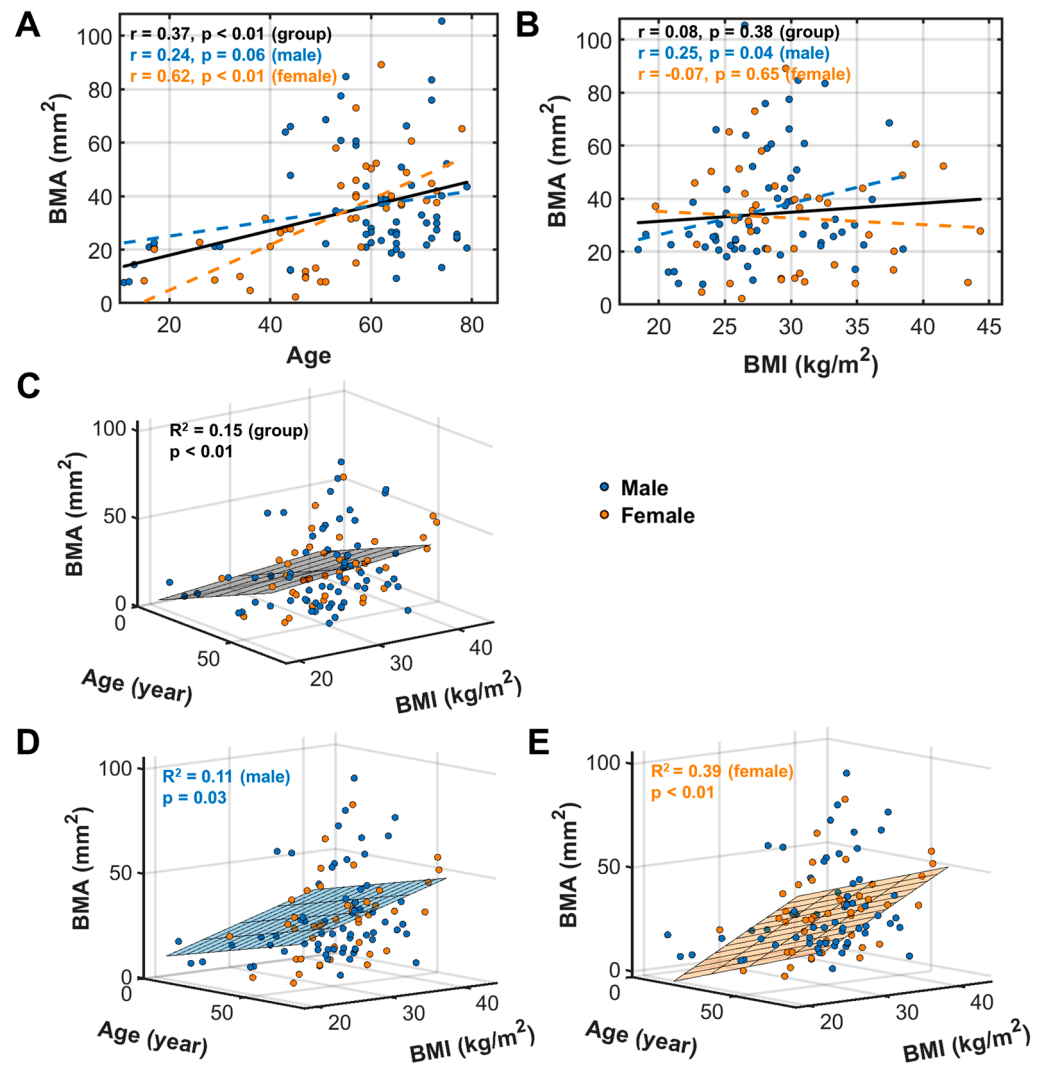 A
r = 0.37, p < 0.01 (group)
r = 0.24, p = 0.06 (male)
r = 0.62, p < 0.01 (female)
100
80
60
40
20
0
BMA (mm²)
20
40
60
80
Age
B
r = 0.08, p = 0.38 (group)
r = 0.25, p = 0.04 (male)
r = -0.07, p = 0.65 (female)
100
80
60
40
20
0
BMA (mm²)
20
25
30
35
40
45
BMI (kg/m²)
C
R² = 0.15 (group)
p < 0.01
100
50
0
BMA (mm²)
0
50
Age (year)
20
30
40
BMI (kg/m²)
Male
Female
D
R² = 0.11 (male)
p = 0.03
100
50
0
BMA (mm²)
0
50
Age (year)
20
30
40
BMI (kg/m²)
E
R² = 0.39 (female)
p < 0.01
100
50
0
BMA (mm²)
0
50
Age (year)
20
30
40
BMI (kg/m²)